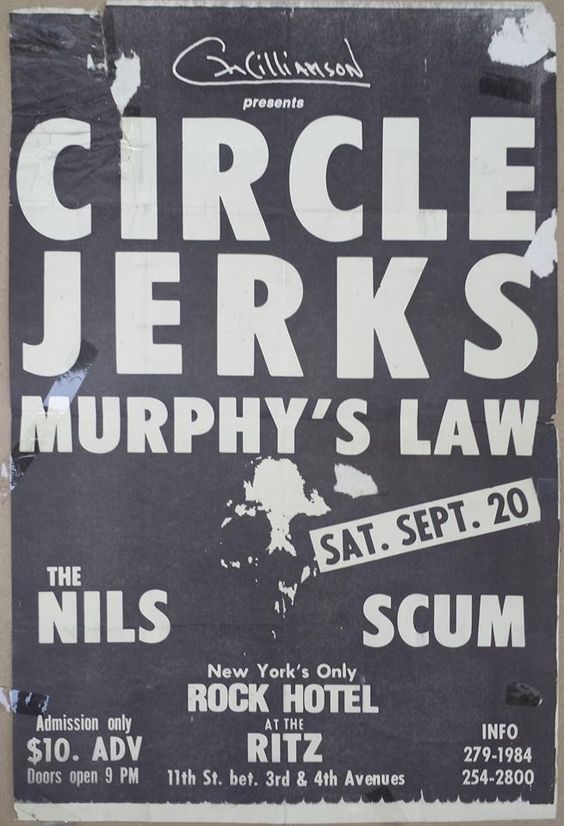 GWilliamson
presents
CIRCLE
JERKS
MURPHY'S LAW
SAT. SEPT. 20
THE
NILS
SCUM
New York's Only
ROCK HOTEL
AT THE
RITZ
11th St. bet. 3rd & 4th Avenues
Admission only
$10. ADV
Doors open 9 PM
INFO
279-1984
254-2800